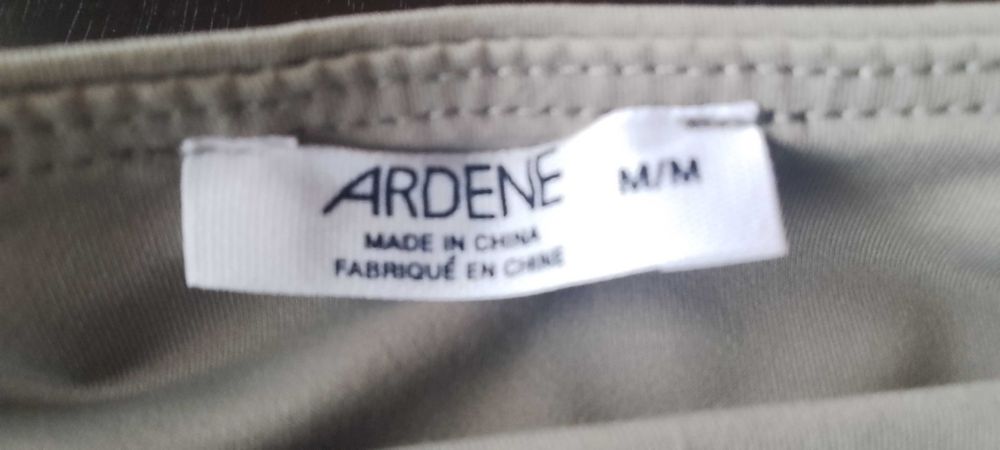 ARDENE M/M
MADE IN CHINA
FABRIQUÉ EN CHINE